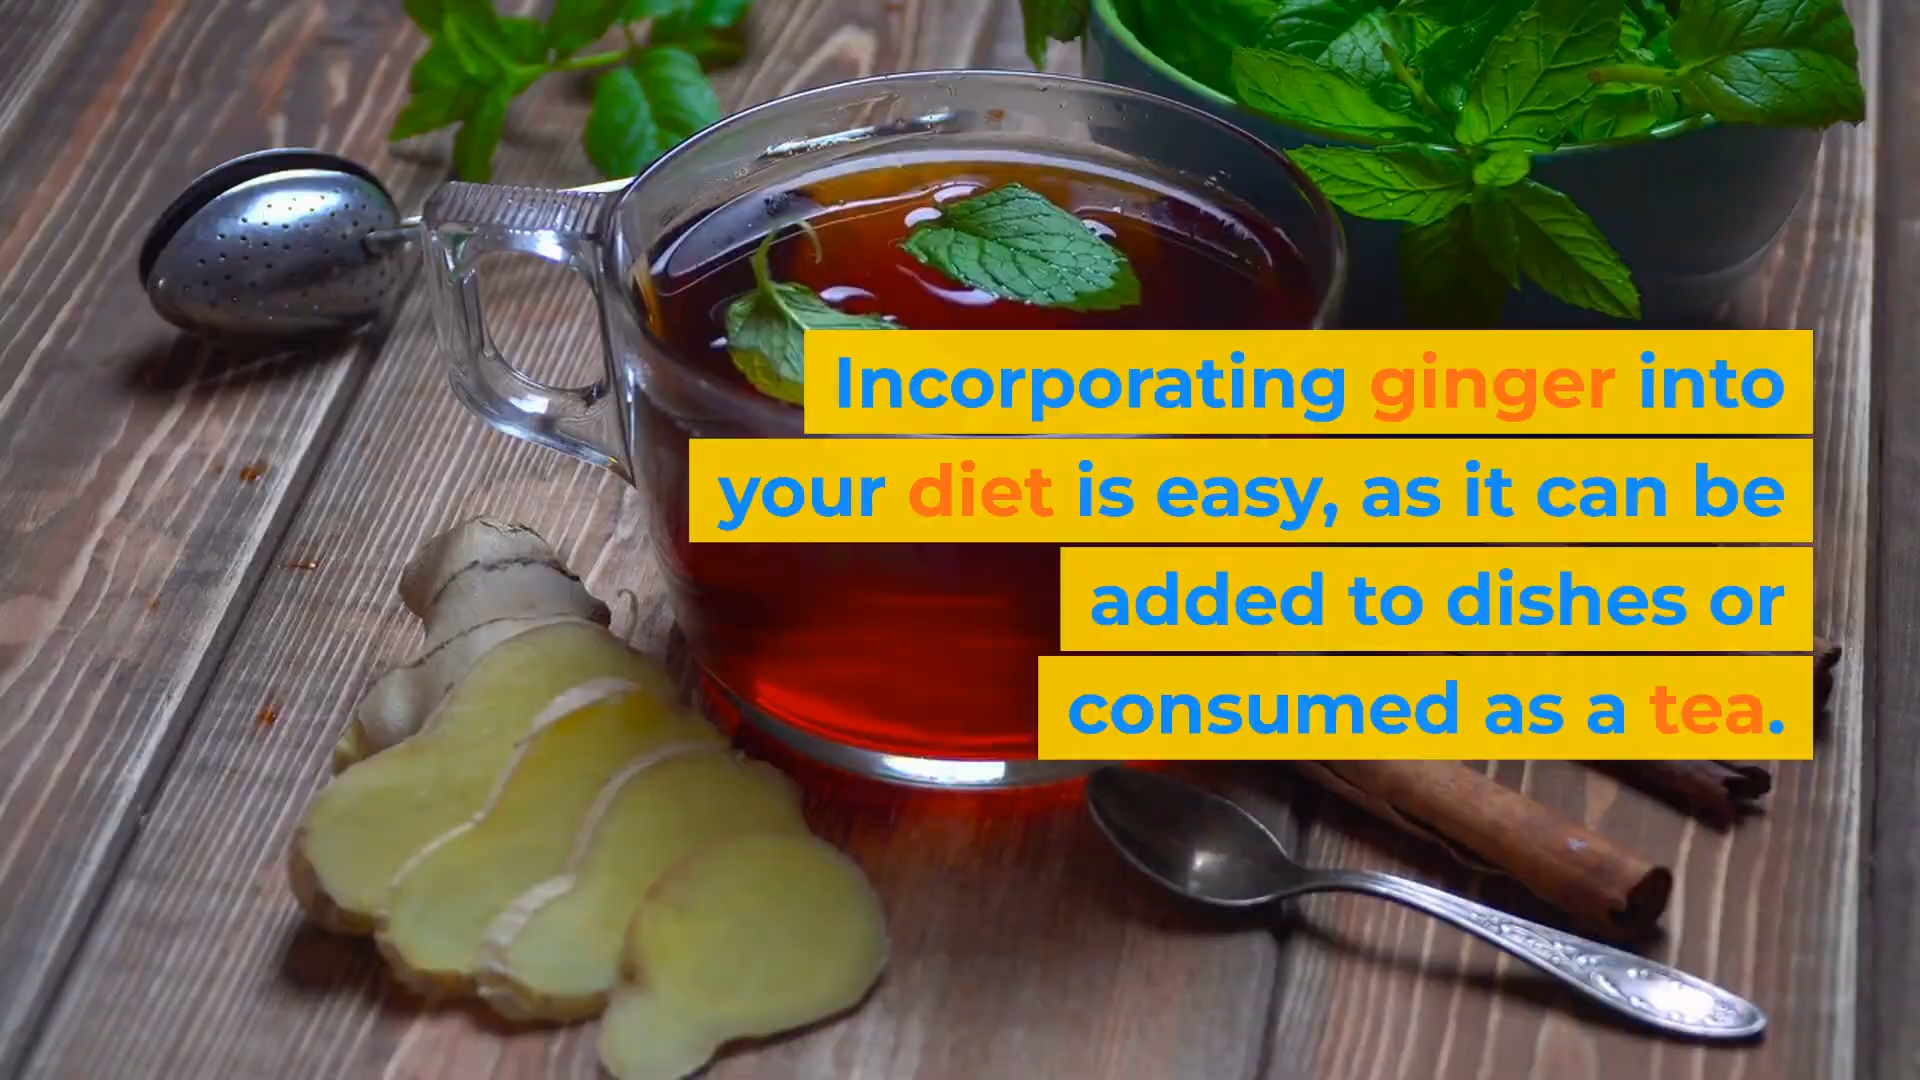 Incorporating ginger into
your diet is easy, as it can be
added to dishes or
consumed as a tea.